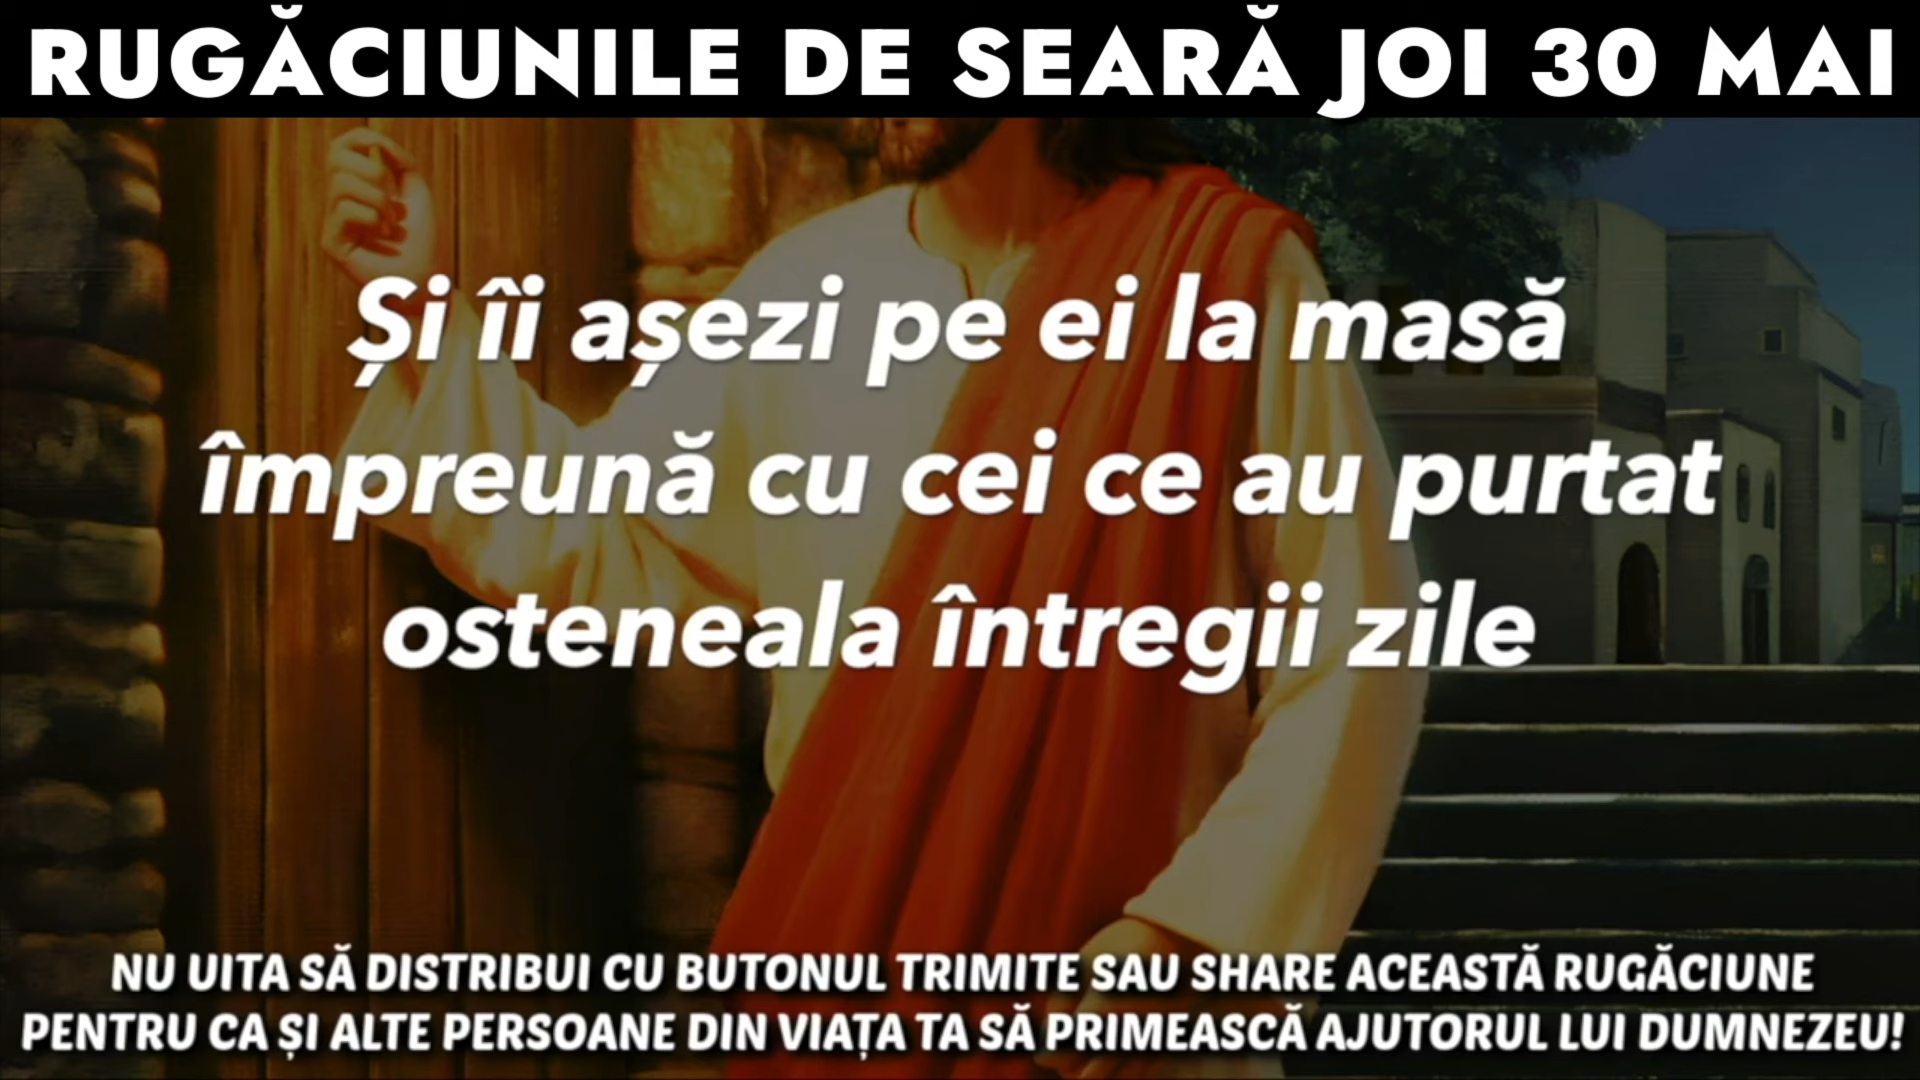 RUGĂCIUNILE DE SEARĂ JOI 30 MAI
Și îi așezi pe ei la masă
împreună cu cei ce au purtat
osteneala întregii zile
NU UITA SĂ DISTRIBUI CU BUTONUL TRIMITE SAU SHARE ACEASTĂ RUGĂCIUNE
PENTRU CA ȘI ALTE PERSOANE DIN VIAȚA TA SĂ PRIMEASCĂ AJUTORUL LUI DUMNEZEU!